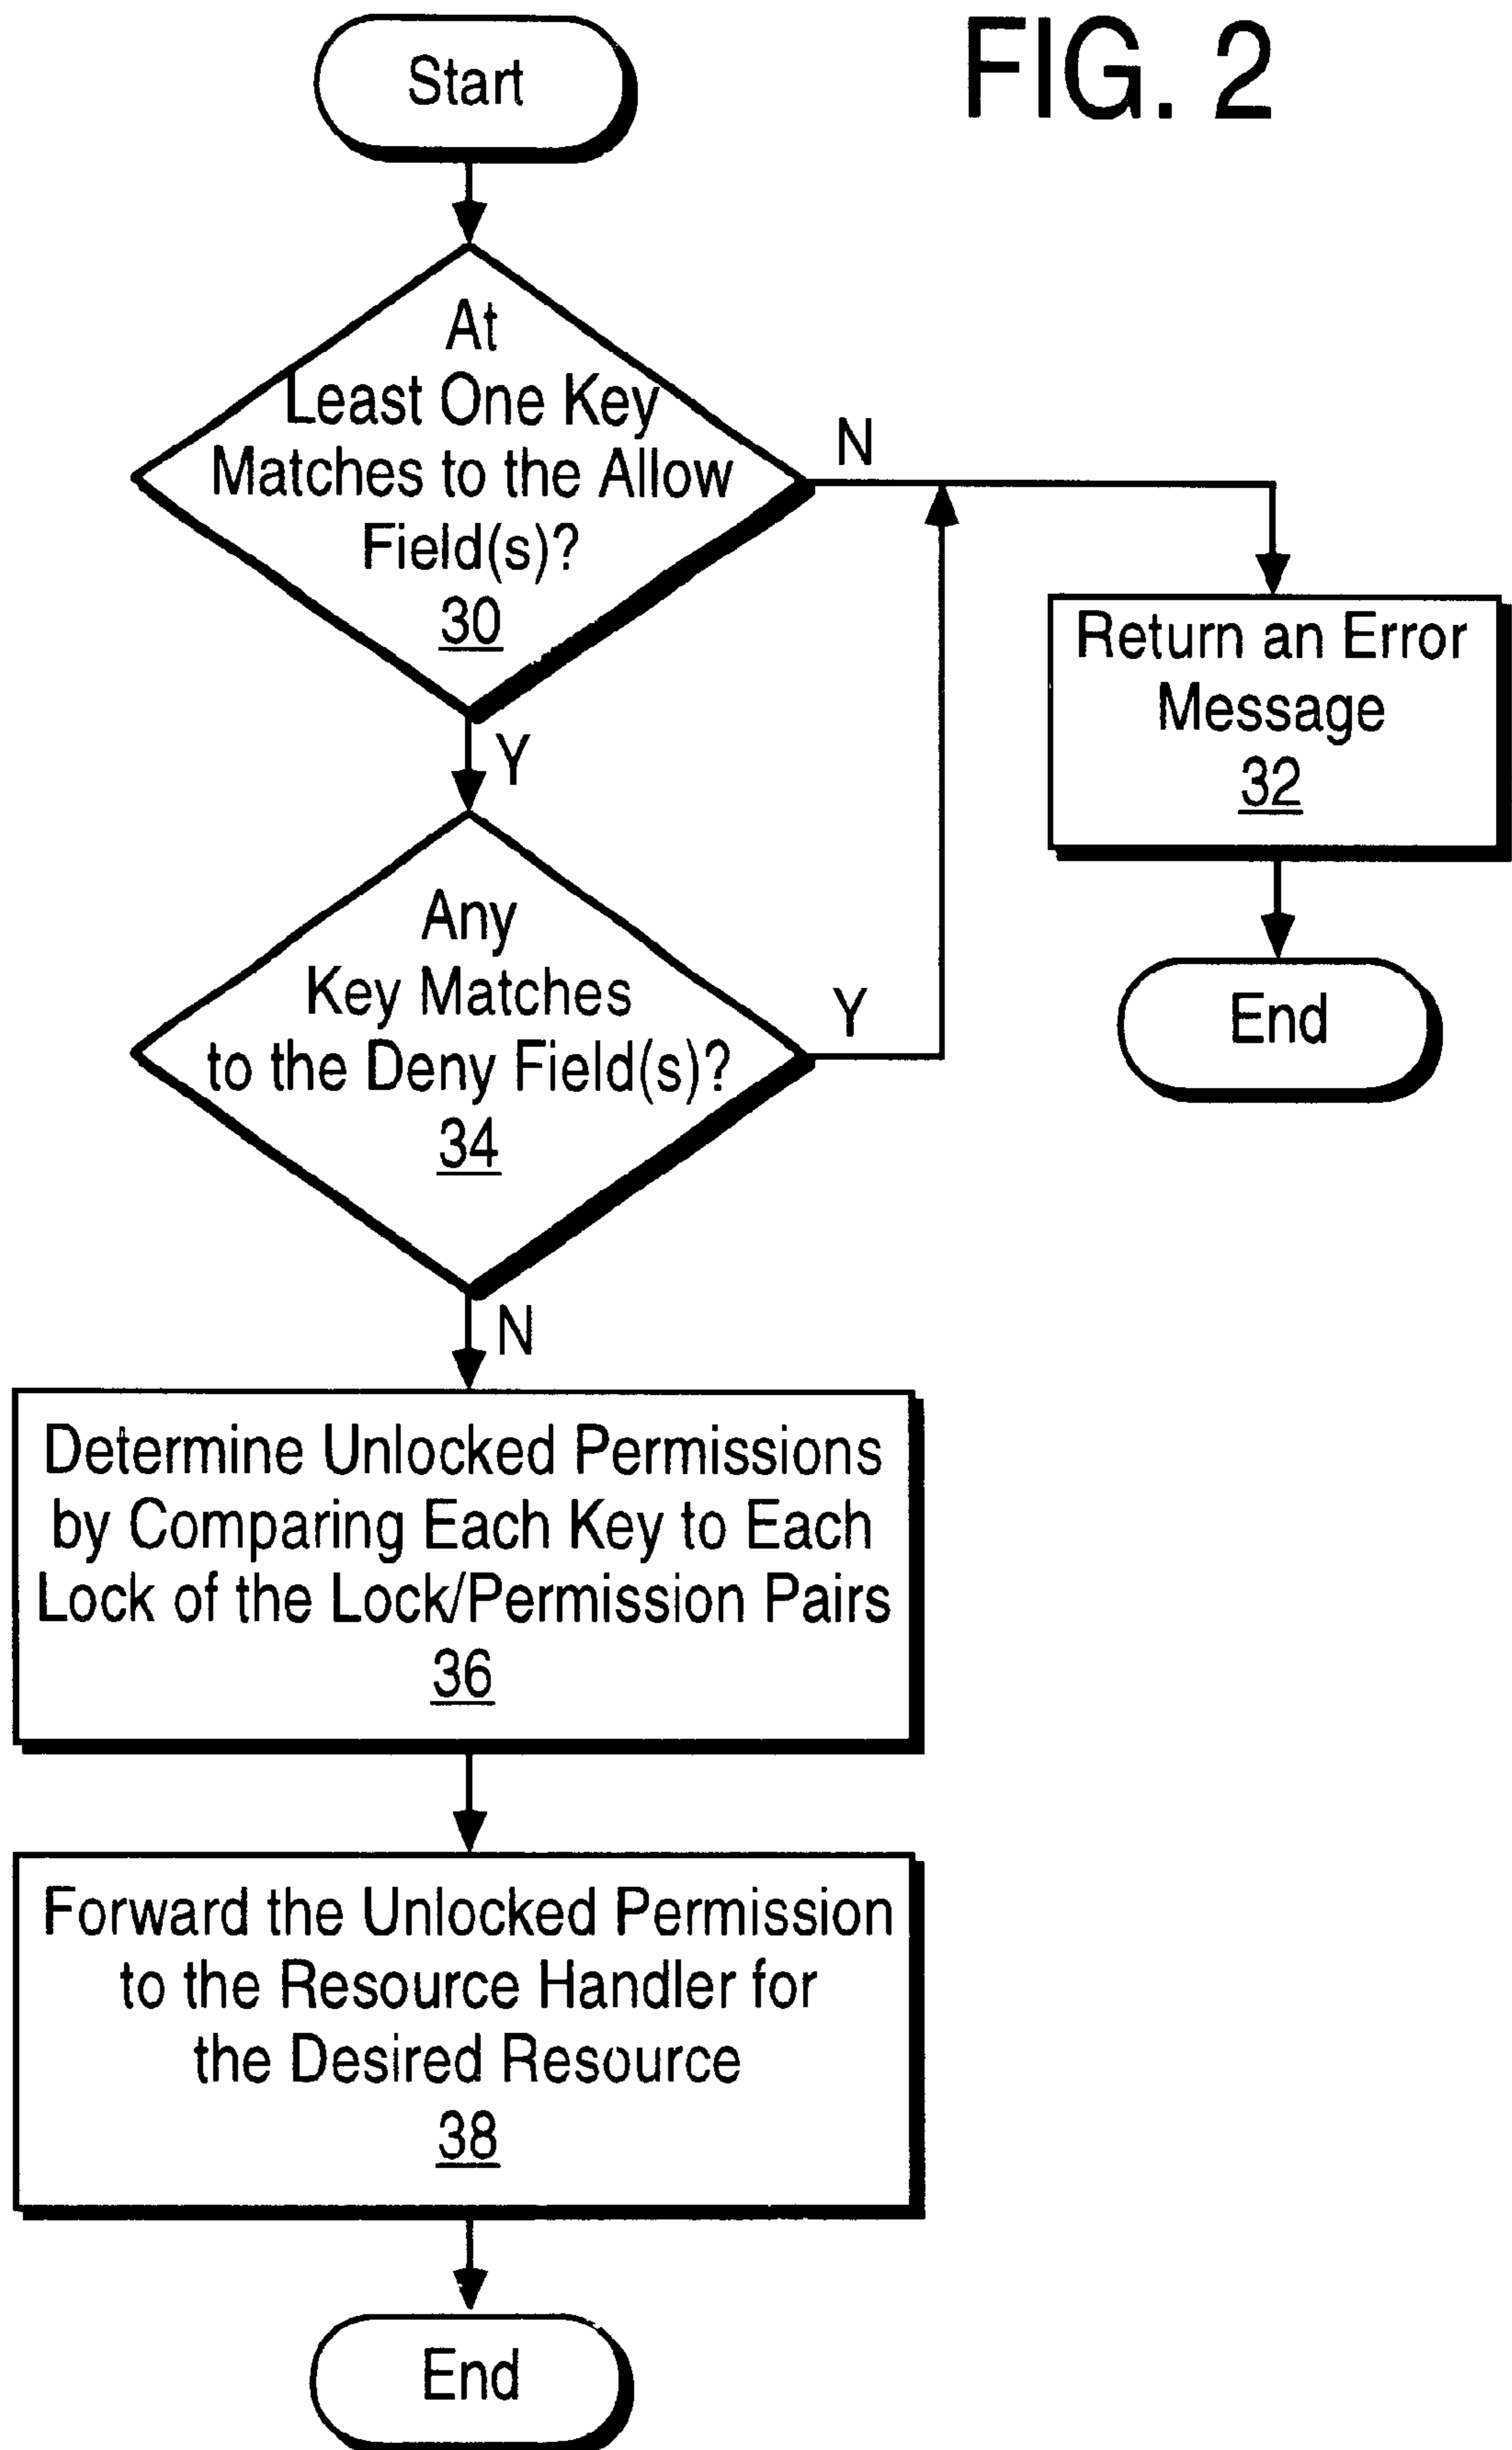 FIG. 2
Start
At
Least One Key
Matches to the Allow
Field(s)?
30
N
Y
Return an Error
Message
32
End
Any
Key Matches
to the Deny Field(s)?
34
Y
N
Determine Unlocked Permissions
by Comparing Each Key to Each
Lock of the Lock/Permission Pairs
36
Forward the Unlocked Permission
to the Resource Handler for
the Desired Resource
38
End